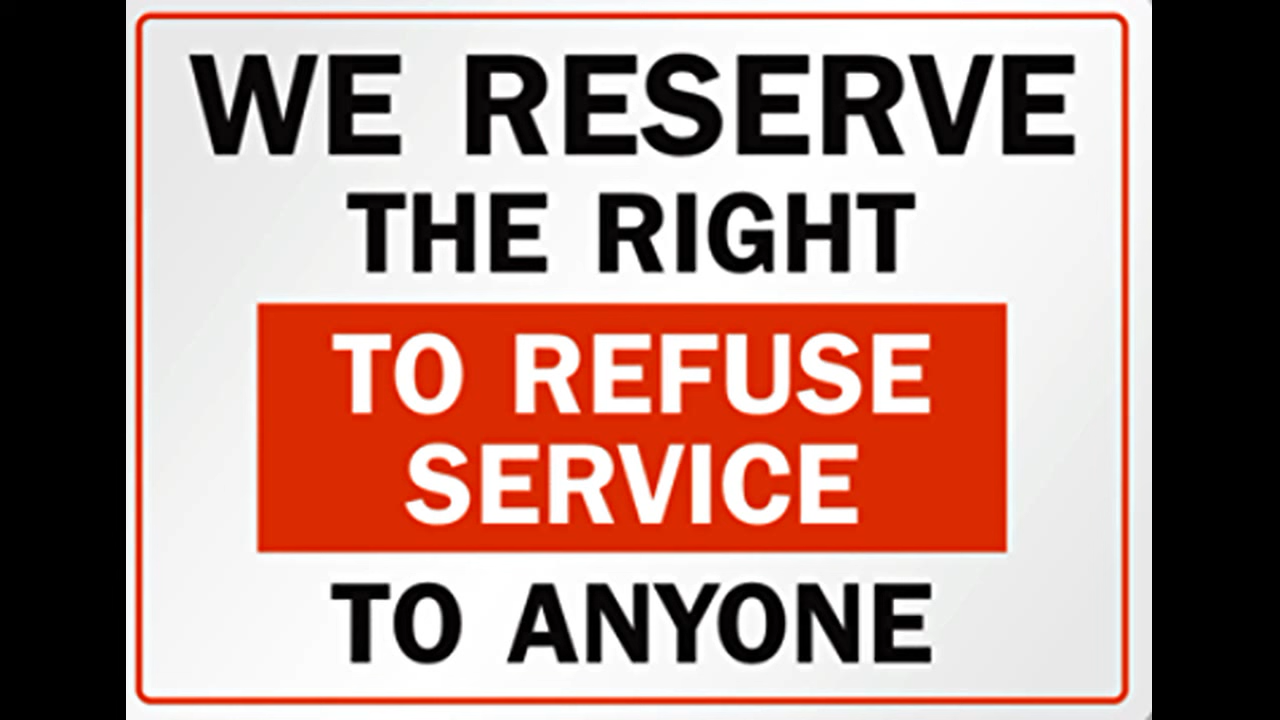 WE RESERVE
THE RIGHT
TO REFUSE
SERVICE
TO ANYONE